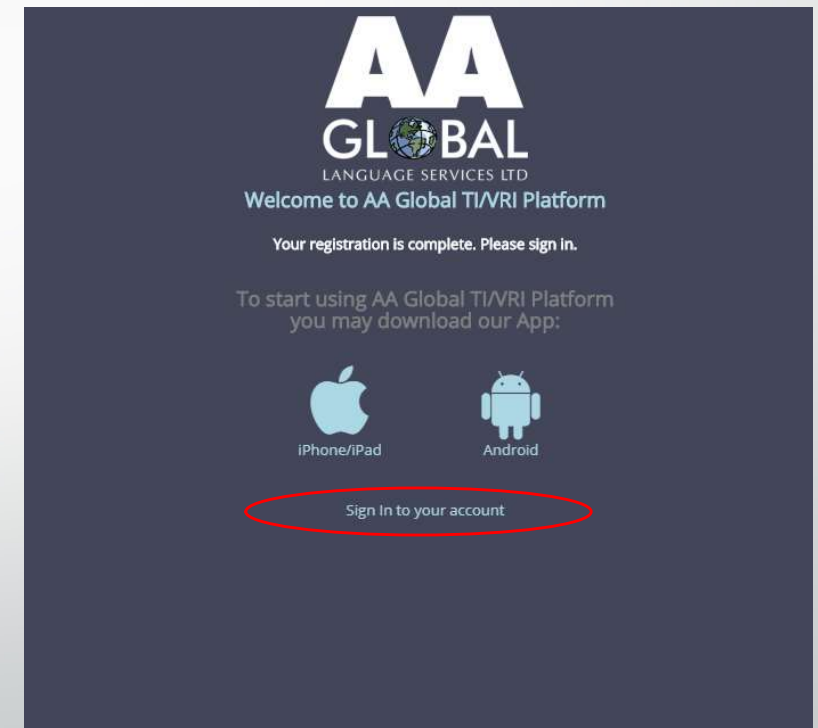 AA
GLOBAL
LANGUAGE SERVICES LTD
Welcome to AA Global TI/VRI Platform
Your registration is complete. Please sign in.
To start using AA Global TI/VRI Platform
you may download our App:
iPhone/iPad
Android
Sign In to your account